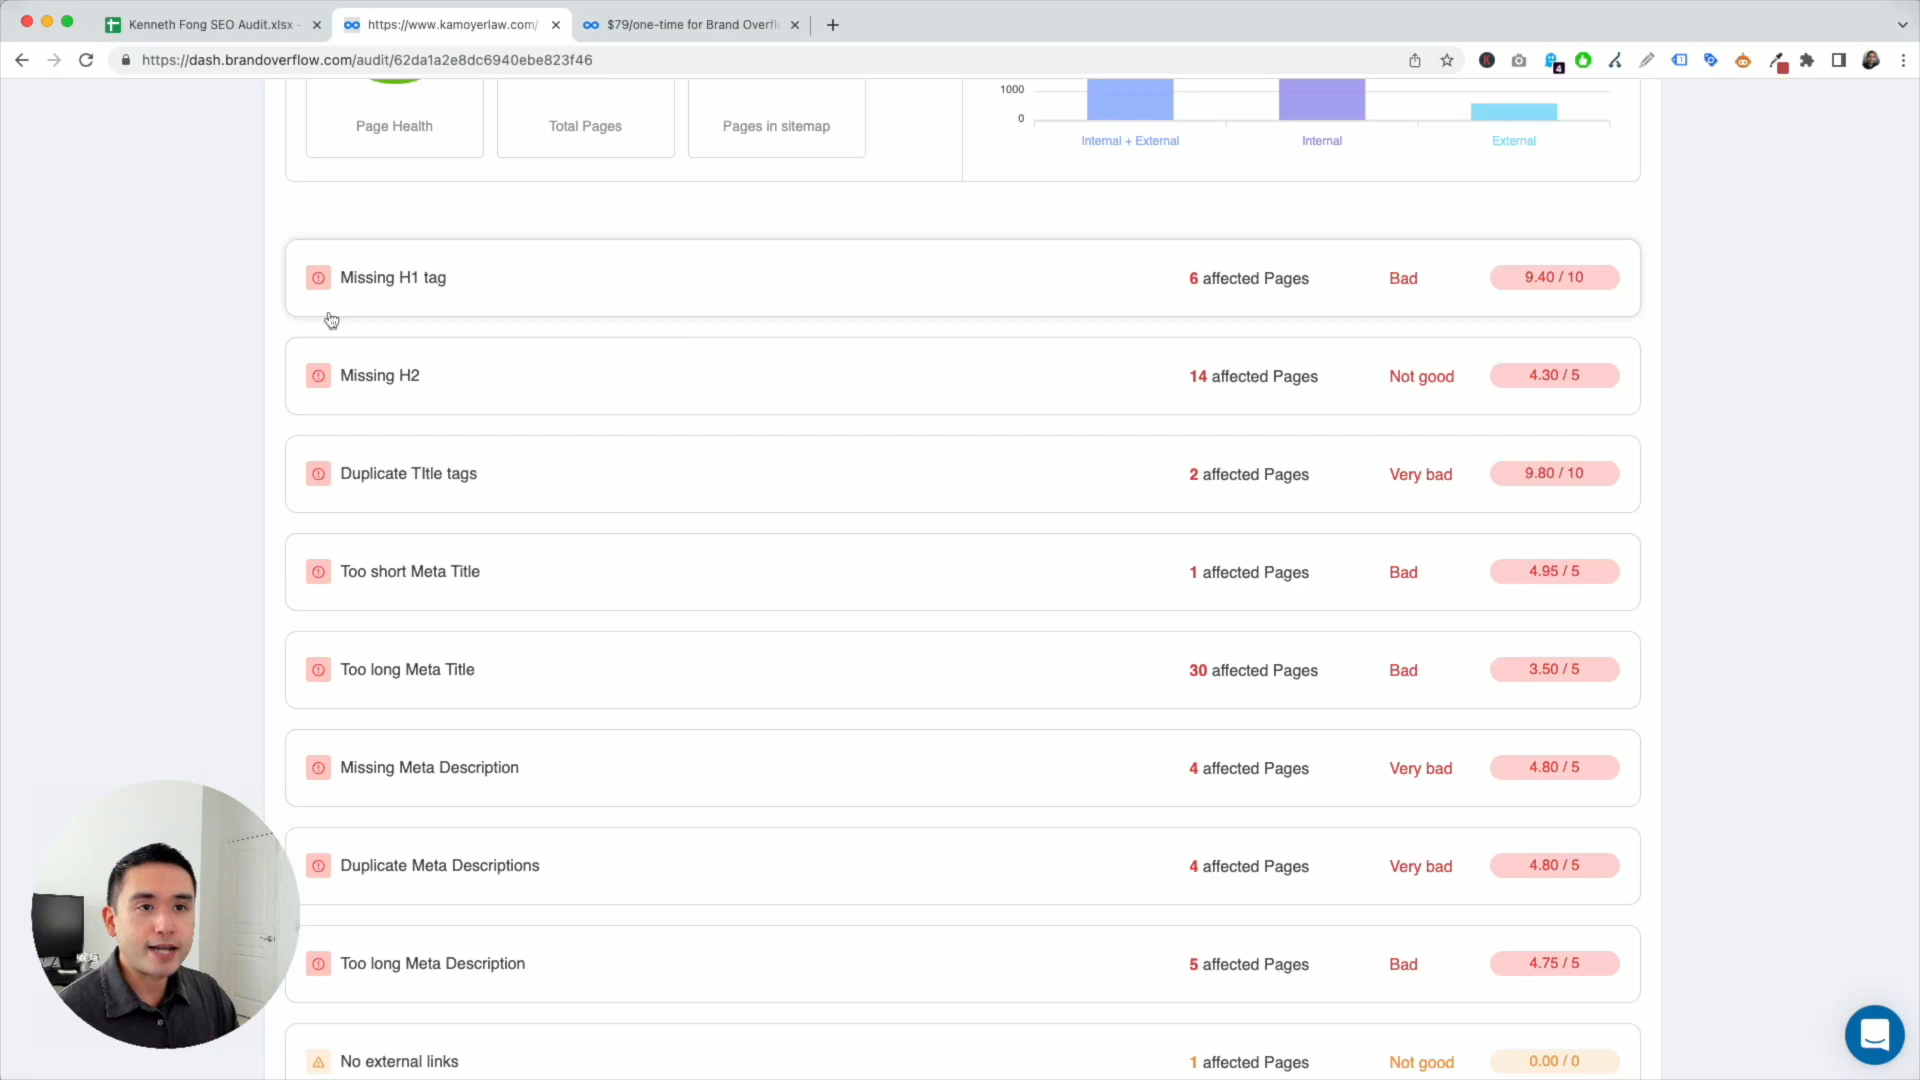 Kenneth Fong SEO Audit.xlsx -
https://www.kamoyerlaw.com/
$79/one-time for Brand Overfl
https://dash.brandoverflow.com/audit/62da1a2e8dc6940ebe823f46
4
Page Health
Total Pages
Pages in sitemap
1000
0
Internal + External
Internal
External
Missing H1 tag 6 affected Pages Bad 9.40 / 10
Missing H2 14 affected Pages Not good 4.30 / 5
Duplicate TItle tags 2 affected Pages Very bad 9.80 / 10
Too short Meta Title 1 affected Pages Bad 4.95 / 5
Too long Meta Title 30 affected Pages Bad 3.50 / 5
Missing Meta Description 4 affected Pages Very bad 4.80 / 5
Duplicate Meta Descriptions 4 affected Pages Very bad 4.80 / 5
Too long Meta Description 5 affected Pages Bad 4.75 / 5
No external links 1 affected Pages Not good 0.00 / 0